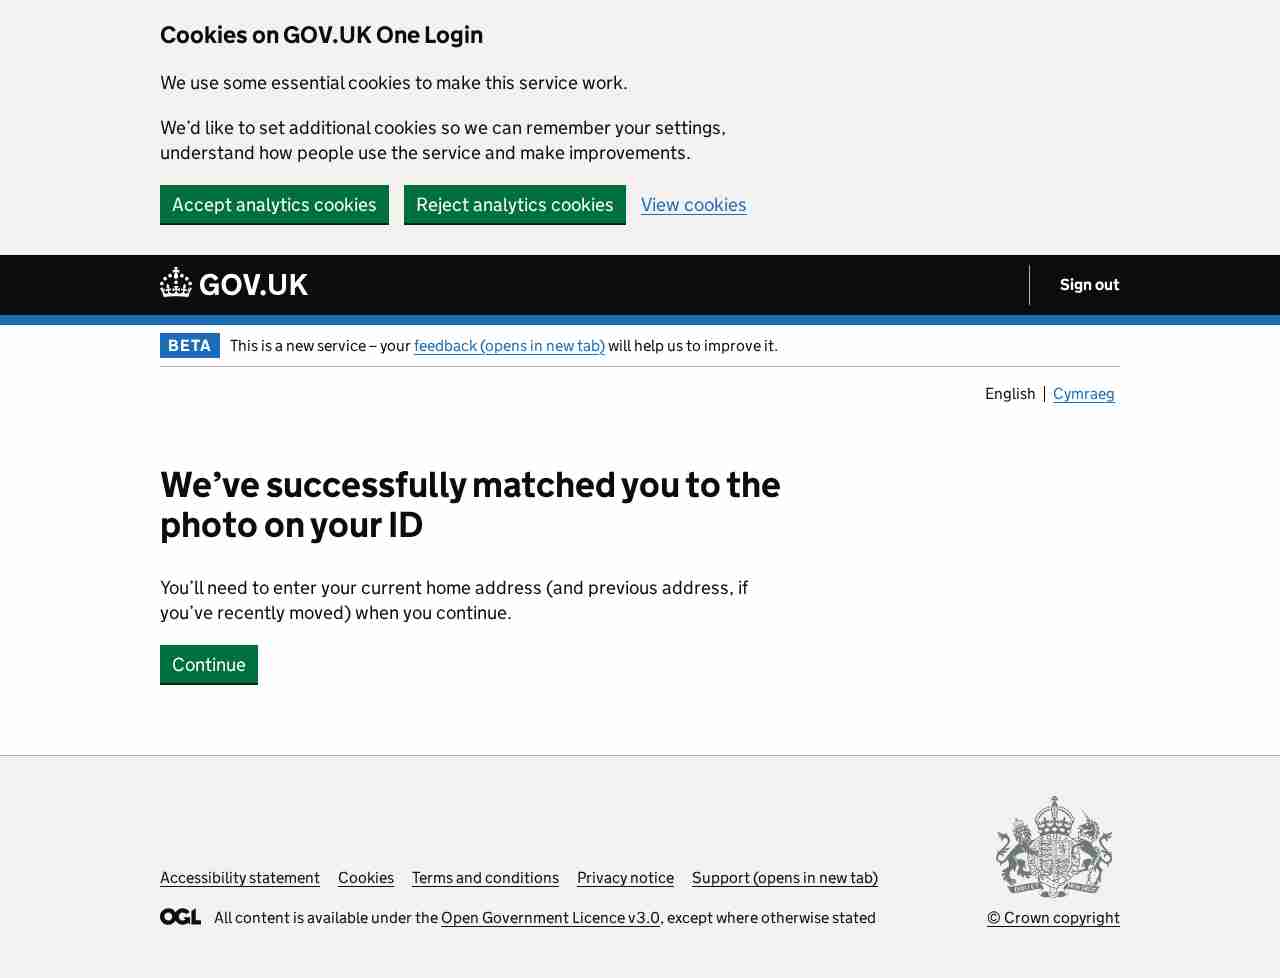 Cookies on GOV.UK One Login
We use some essential cookies to make this service work.
We’d like to set additional cookies so we can remember your settings,
understand how people use the service and make improvements.
Accept analytics cookies Reject analytics cookies View cookies
GOV.UK Sign out
BETA This is a new service – your feedback (opens in new tab) will help us to improve it.
English Cymraeg
We’ve successfully matched you to the
photo on your ID
You’ll need to enter your current home address (and previous address, if
you’ve recently moved) when you continue.
Continue
Accessibility statement Cookies Terms and conditions Privacy notice Support (opens in new tab)
OGL All content is available under the Open Government Licence v3.0, except where otherwise stated © Crown copyright